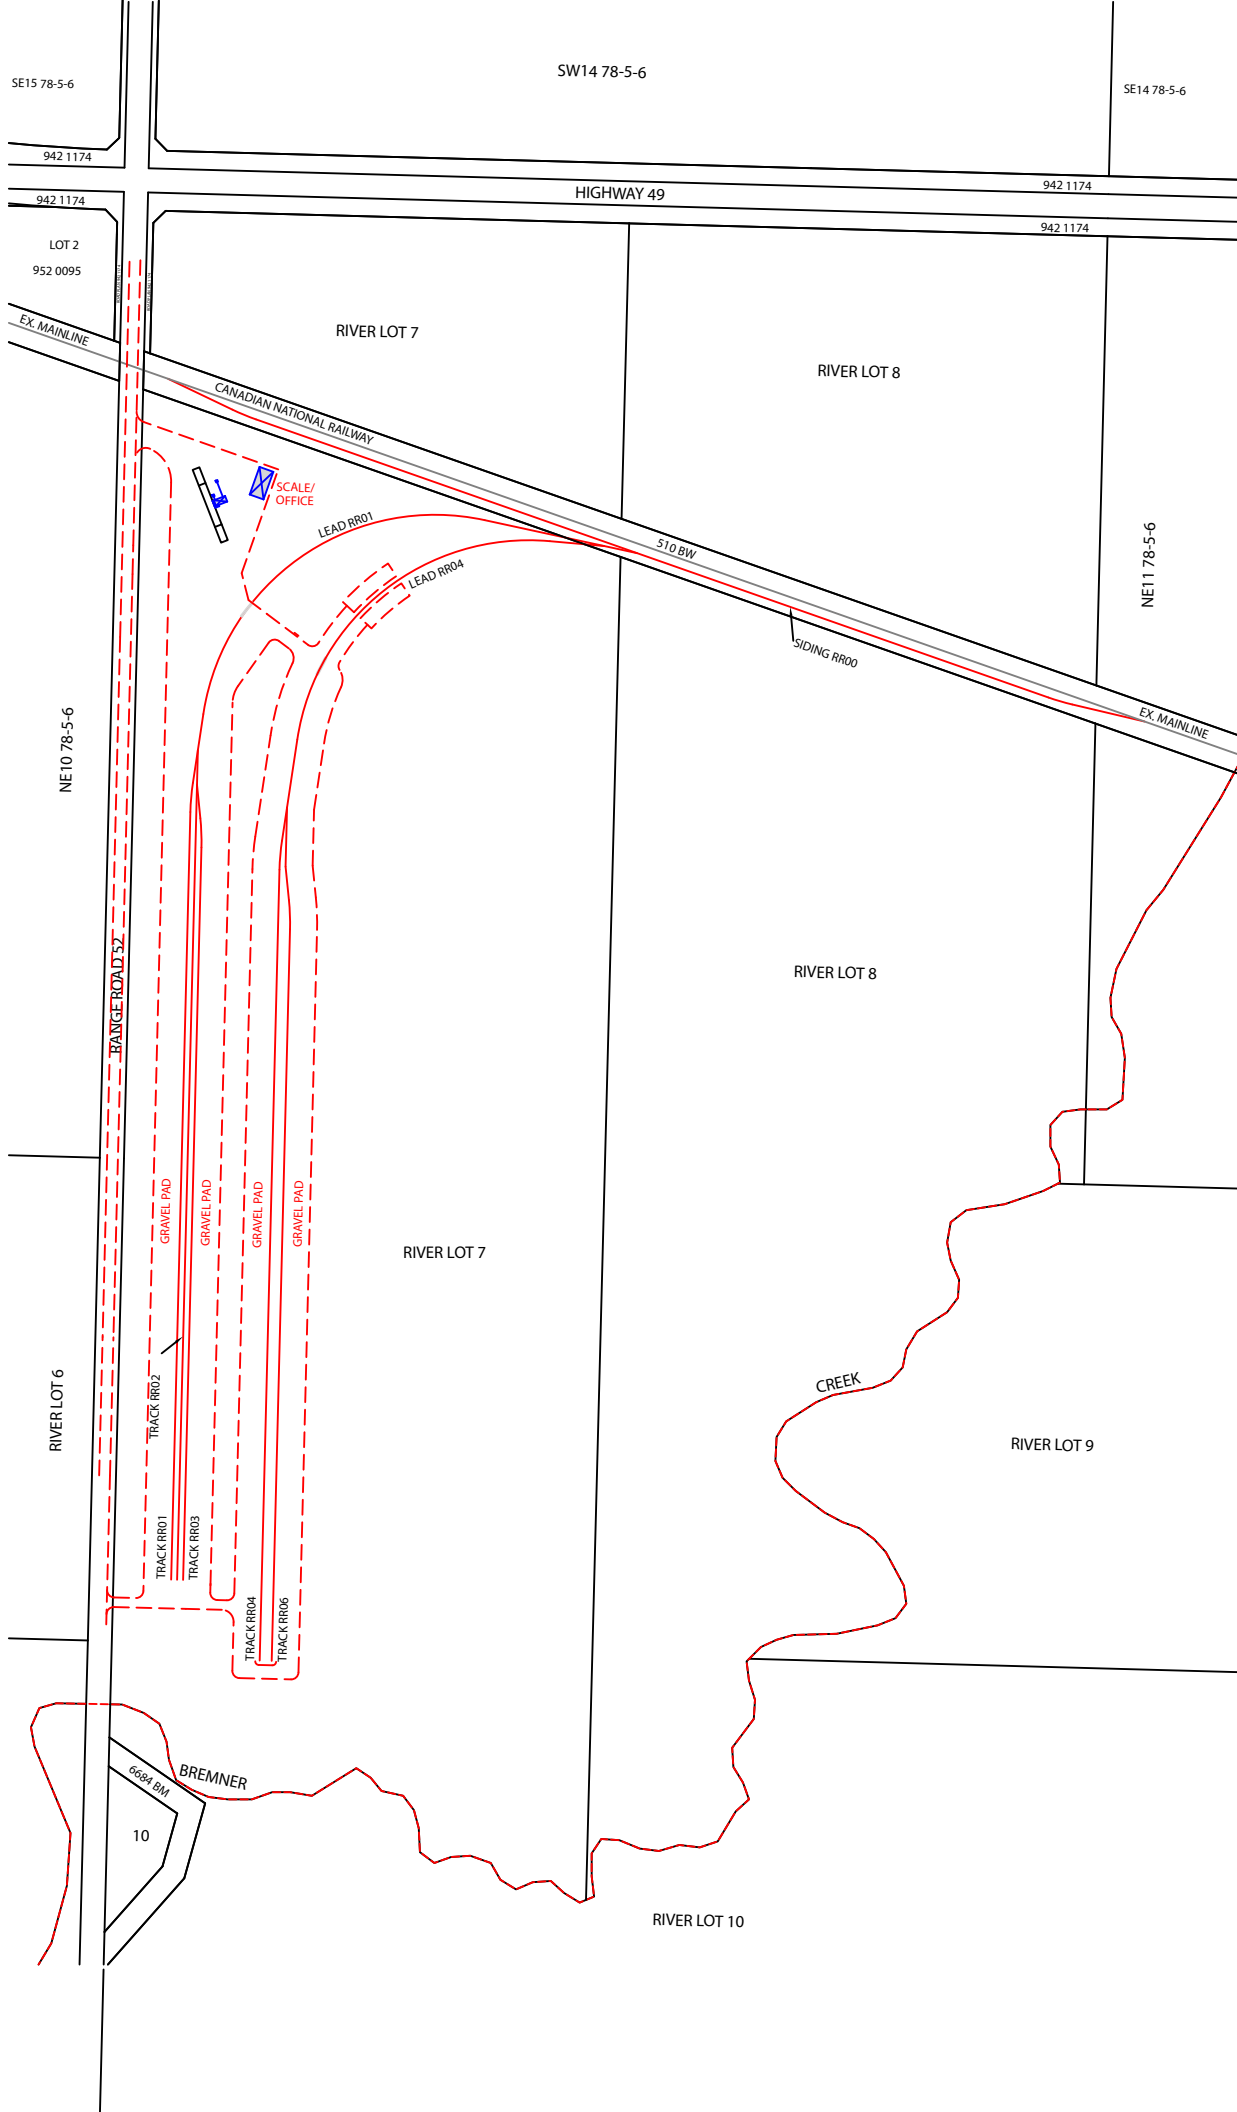 SW14 78-5-6
SE15 78-5-6
SE14 78-5-6
942 1174
942 1174
HIGHWAY 49
942 1174
942 1174
LOT 2
952 0095
EX. MAINLINE
RIVER LOT 7
RIVER LOT 8
CANADIAN NATIONAL RAILWAY
SCALE/
OFFICE
LEAD RR01
LEAD RR04
510 BW
NE11 78-5-6
SIDING RR00
EX. MAINLINE
NE10 78-5-6
RANGE ROAD 52
RIVER LOT 8
GRAVEL PAD
GRAVEL PAD
GRAVEL PAD
GRAVEL PAD
RIVER LOT 7
RIVER LOT 6
TRACK RR02
CREEK
RIVER LOT 9
TRACK RR01
TRACK RR03
TRACK RR04
TRACK RR06
6684 BM
BREMNER
10
RIVER LOT 10